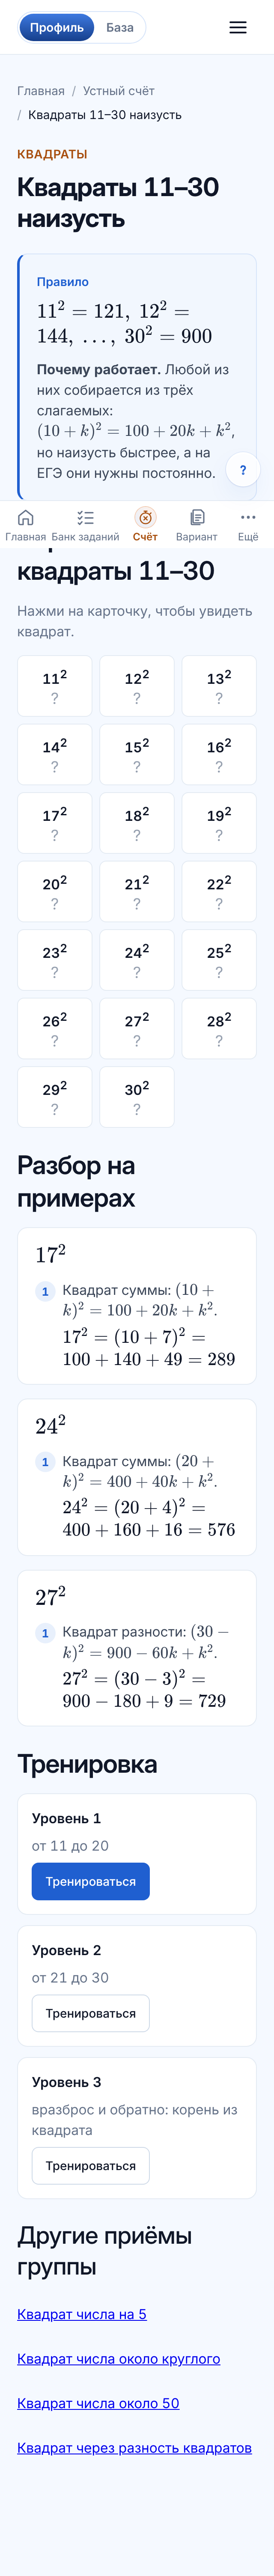 Профиль База
Главная / Устный счёт
/ Квадраты 11–30 наизусть
КВАДРАТЫ
Квадраты 11–30
наизусть
Правило
11² = 121, 12² =
144, …, 30² = 900
Почему работает. Любой из
них собирается из трёх
слагаемых:
(10 + k)² = 100 + 20k + k²,
но наизусть быстрее, а на
ЕГЭ они нужны постоянно.
?
Главная Банк заданий Счёт Вариант Ещё
квадраты 11–30
Нажми на карточку, чтобы увидеть
квадрат.
11² 12² 13²
? ? ?
14² 15² 16²
? ? ?
17² 18² 19²
? ? ?
20² 21² 22²
? ? ?
23² 24² 25²
? ? ?
26² 27² 28²
? ? ?
29² 30²
? ?
Разбор на
примерах
17²
1 Квадрат суммы: (10 +
k)² = 100 + 20k + k².
17² = (10 + 7)² =
100 + 140 + 49 = 289
24²
1 Квадрат суммы: (20 +
k)² = 400 + 40k + k².
24² = (20 + 4)² =
400 + 160 + 16 = 576
27²
1 Квадрат разности: (30 −
k)² = 900 − 60k + k².
27² = (30 − 3)² =
900 − 180 + 9 = 729
Тренировка
Уровень 1
от 11 до 20
Тренироваться
Уровень 2
от 21 до 30
Тренироваться
Уровень 3
вразброс и обратно: корень из
квадрата
Тренироваться
Другие приёмы
группы
Квадрат числа на 5
Квадрат числа около круглого
Квадрат числа около 50
Квадрат через разность квадратов